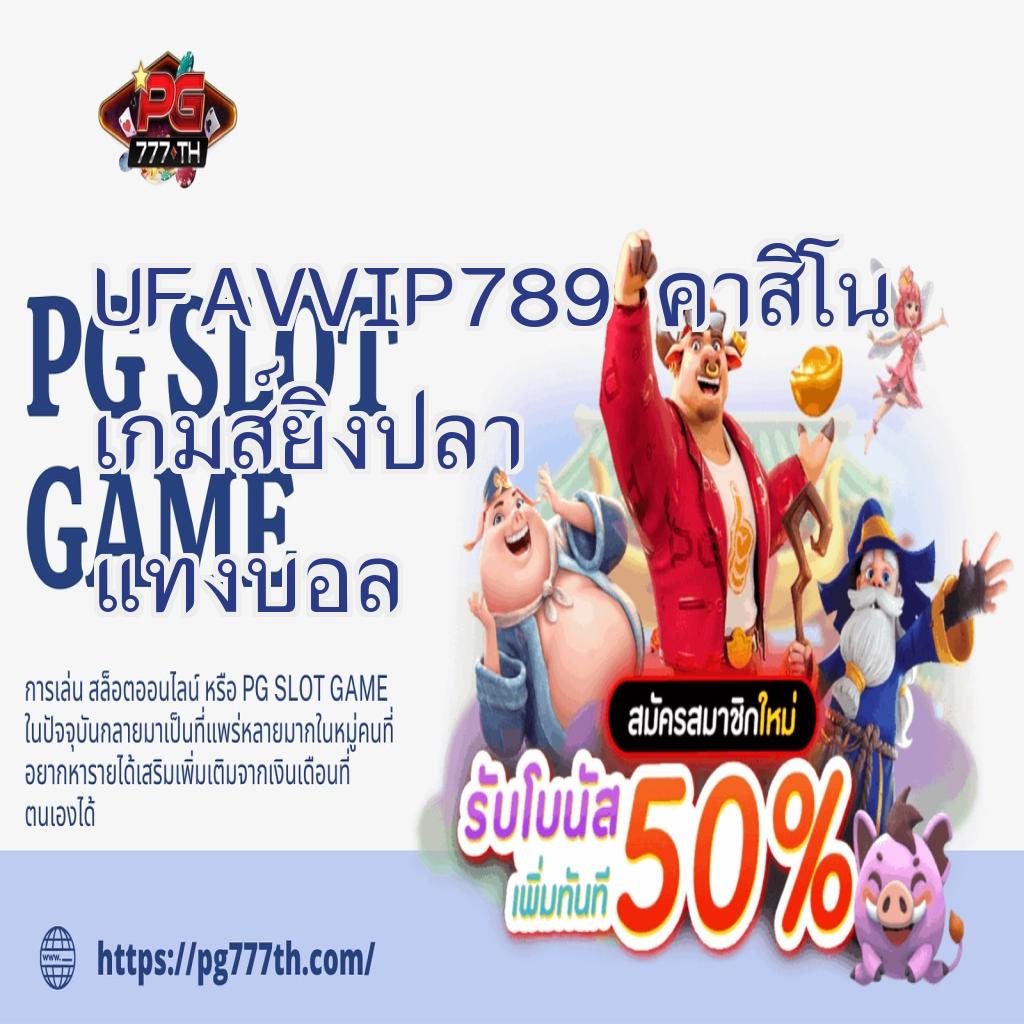 PG
777 TH
UFAVVIP789 คาสิโน
เกมส์ยิงปลา
แทงบอล
PG SLOT
GAME
การเล่น สล็อตออนไลน์ หรือ PG SLOT GAME
ในปัจจุบันกลายมาเป็นที่แพร่หลายมากในหมู่คนที่
อยากหารายได้เสริมเพิ่มเติมจากเงินเดือนที่
ตนเองได้
สมัครสมาชิกใหม่
รับโบนัส
เพิ่มทันที
50%
www.
https://pg777th.com/